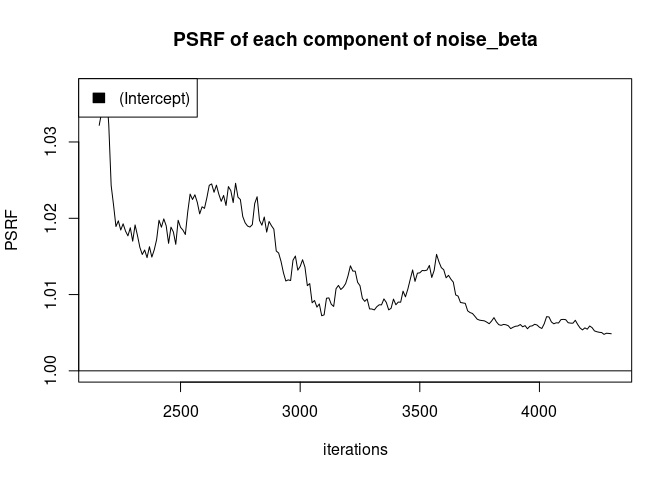 PSRF of each component of noise_beta
(Intercept)
PSRF
1.03
1.02
1.01
1.00
2500 3000 3500 4000
iterations